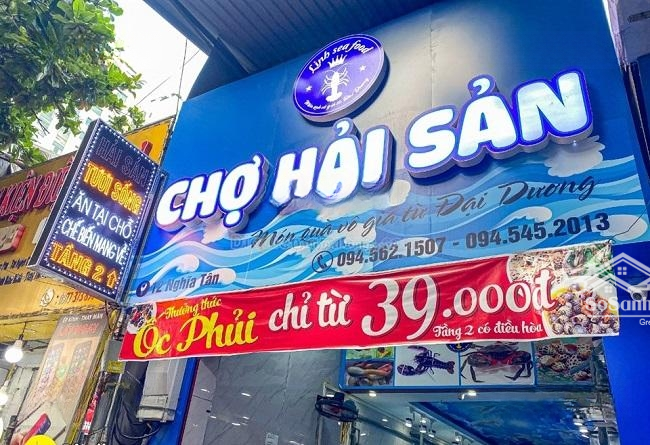 Linh sea food
CHỢ HẢI SẢN
Món quà vô giá từ Đại Dương
094.562.1507 - 094.545.2013
12 Nghĩa Tân
Thưởng thức
Ốc Phủi chỉ từ 39.000đ
Tầng 2 có điều hòa
HẢI SẢN
TƯƠI SỐNG
ĂN TẠI CHỖ
CHẾ BIẾN MANG VỀ
TẦNG 2